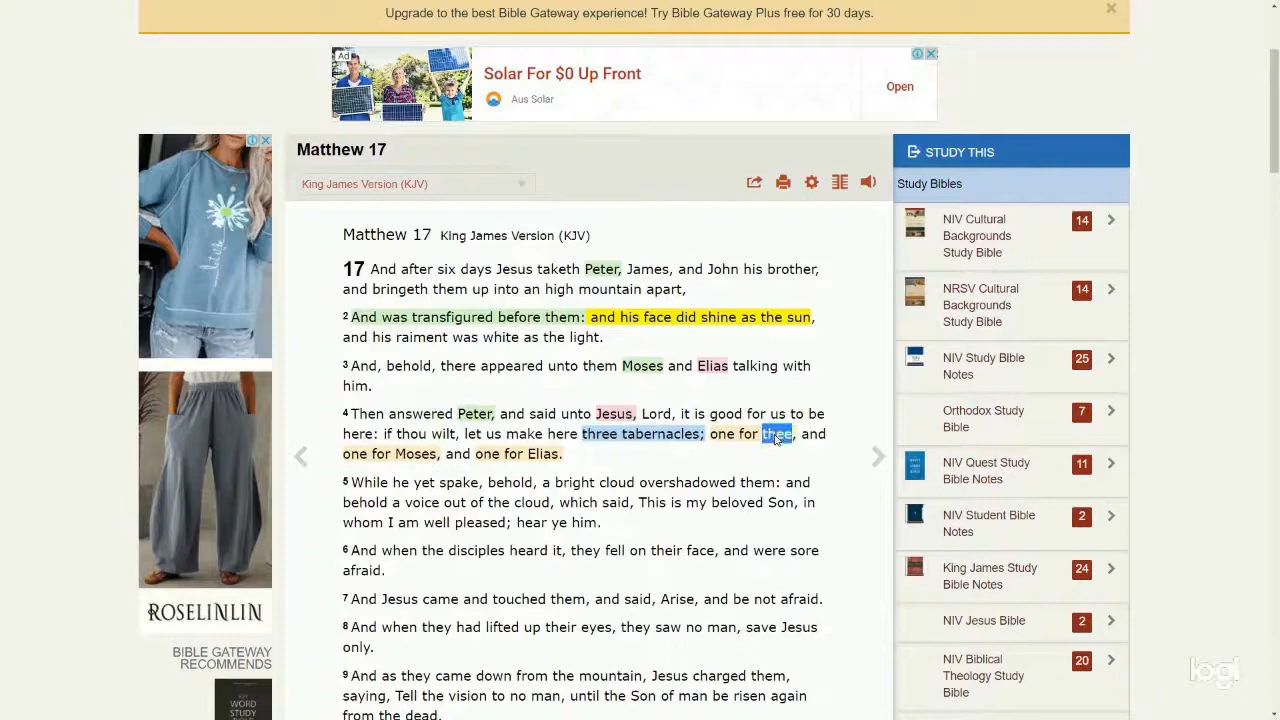 Upgrade to the best Bible Gateway experience! Try Bible Gateway Plus free for 30 days.
Ad
Solar For $0 Up Front
Aus Solar
Open
Matthew 17
King James Version (KJV)
Matthew 17 King James Version (KJV)
17 And after six days Jesus taketh Peter, James, and John his brother,
and bringeth them up into an high mountain apart,
2 And was transfigured before them: and his face did shine as the sun,
and his raiment was white as the light.
3 And, behold, there appeared unto them Moses and Elias talking with
him.
4 Then answered Peter, and said unto Jesus, Lord, it is good for us to be
here: if thou wilt, let us make here three tabernacles; one for thee, and
one for Moses, and one for Elias.
5 While he yet spake, behold, a bright cloud overshadowed them: and
behold a voice out of the cloud, which said, This is my beloved Son, in
whom I am well pleased; hear ye him.
6 And when the disciples heard it, they fell on their face, and were sore
afraid.
7 And Jesus came and touched them, and said, Arise, and be not afraid.
8 And when they had lifted up their eyes, they saw no man, save Jesus
only.
9 And as they came down from the mountain, Jesus charged them,
saying, Tell the vision to no man, until the Son of man be risen again
from the dead.
STUDY THIS
Study Bibles
NIV Cultural
Backgrounds
Study Bible
14
NRSV Cultural
Backgrounds
Study Bible
14
NIV Study Bible
Notes
25
Orthodox Study
Bible
7
NIV Quest Study
Bible Notes
11
NIV Student Bible
Notes
2
King James Study
Bible Notes
24
NIV Jesus Bible
2
NIV Biblical
Theology Study
Bible
20
ROSELINLIN
BIBLE GATEWAY
RECOMMENDS
WORD
STUDY
logi